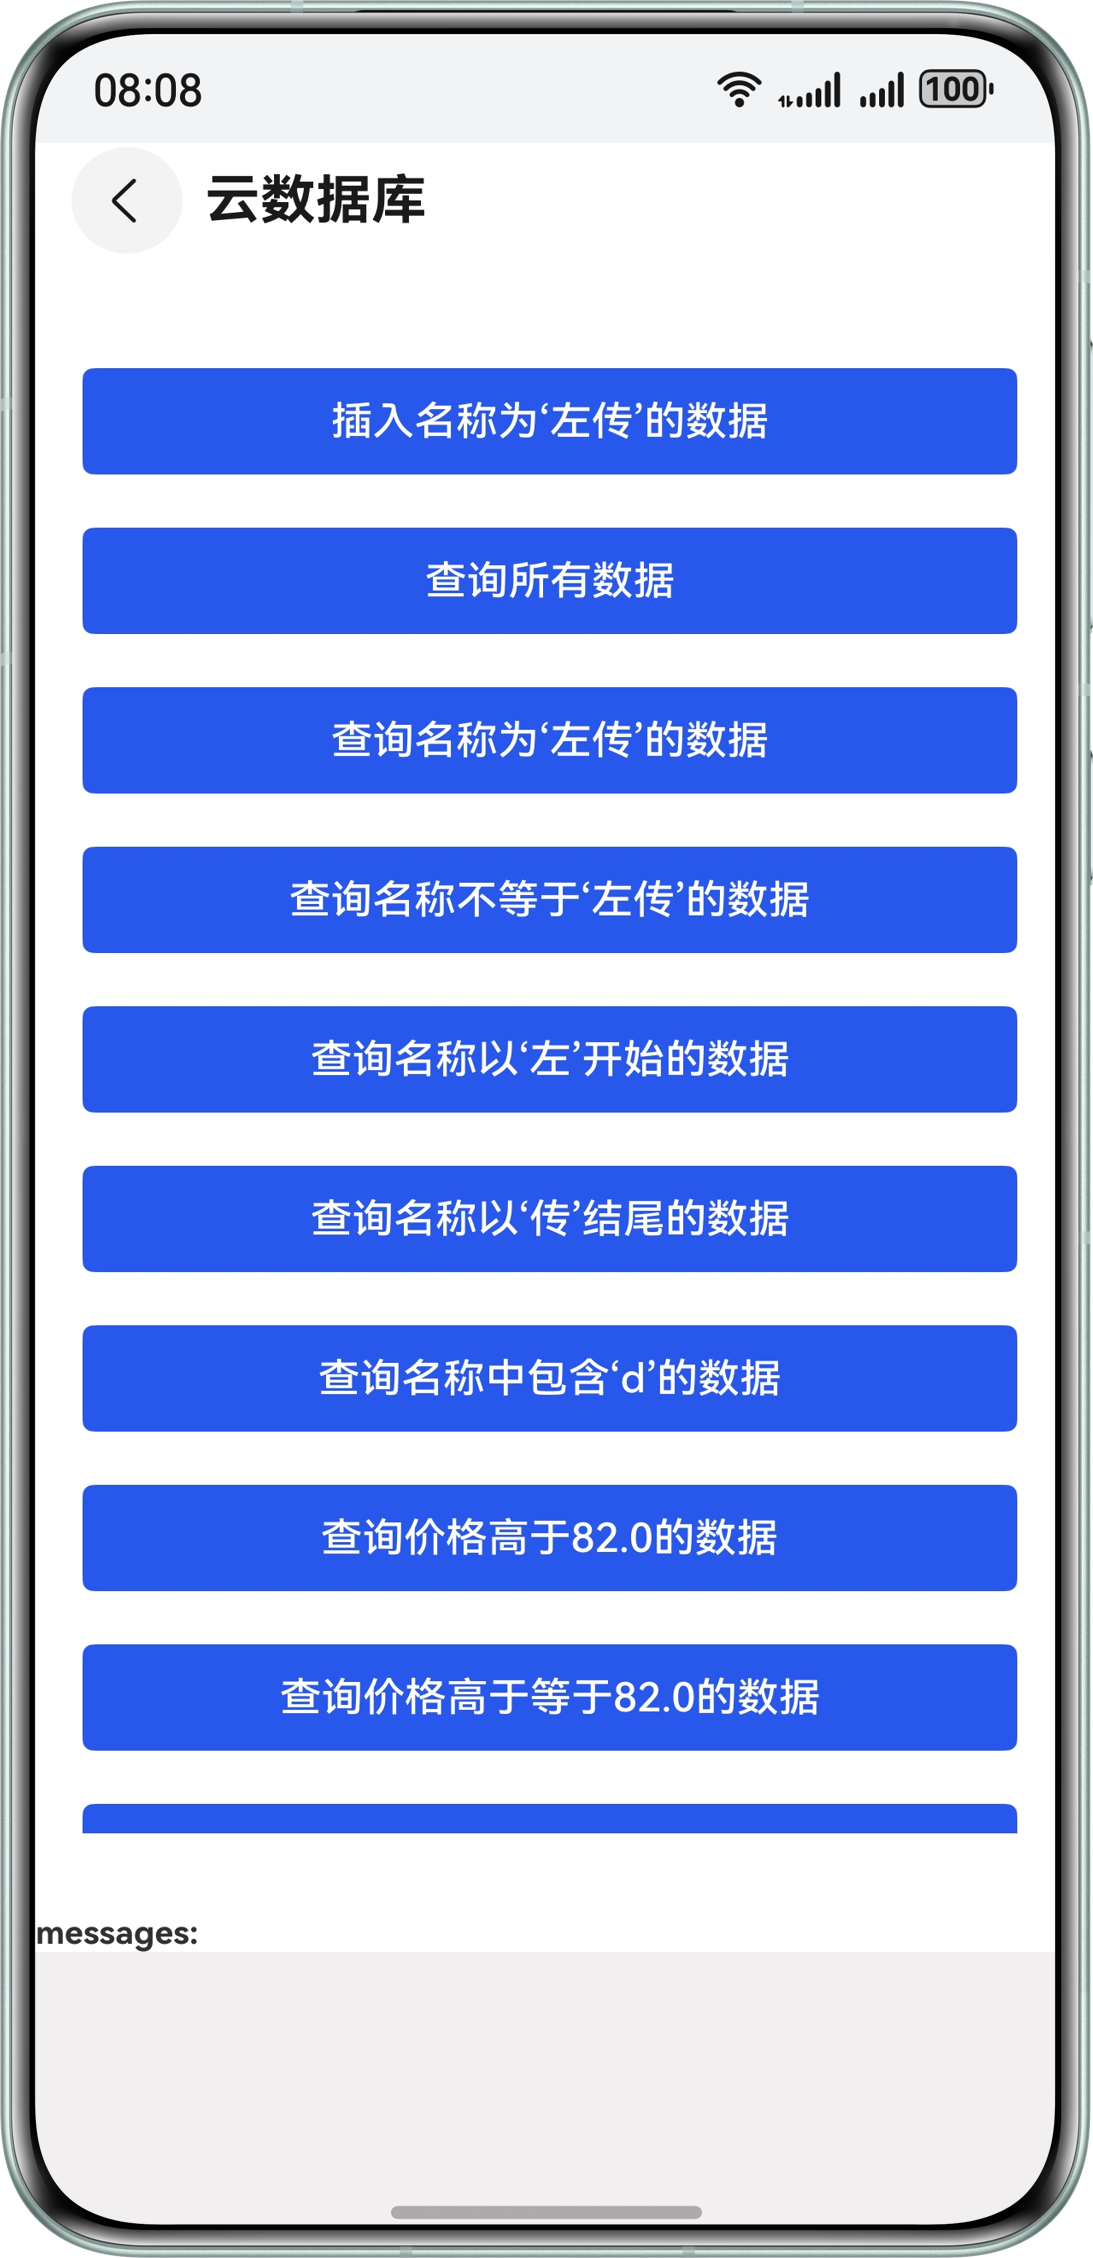 08:08
100
云数据库
插入名称为‘左传’的数据
查询所有数据
查询名称为‘左传’的数据
查询名称不等于‘左传’的数据
查询名称以‘左’开始的数据
查询名称以‘传’结尾的数据
查询名称中包含‘d’的数据
查询价格高于82.0的数据
查询价格高于等于82.0的数据
messages: